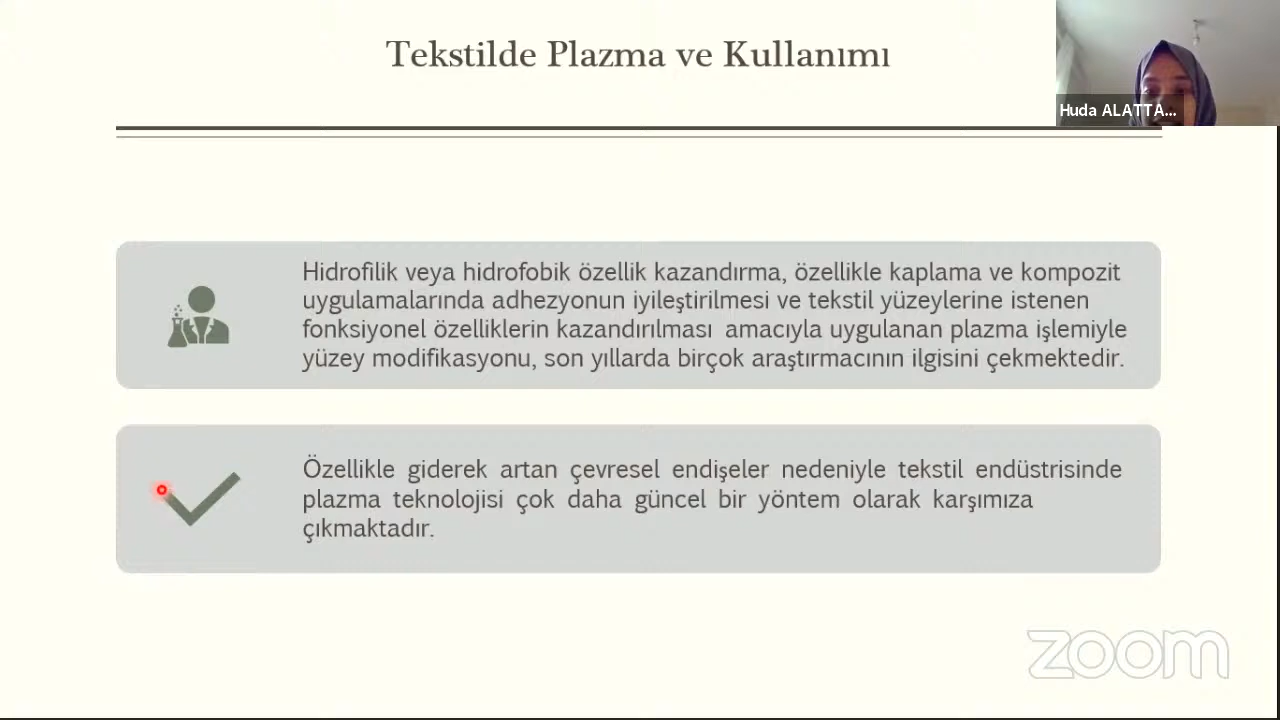 Tekstilde Plazma ve Kullanımı
Huda ALATTA...
Hidrofilik veya hidrofobik özellik kazandırma, özellikle kaplama ve kompozit
uygulamalarında adhezyonun iyileştirilmesi ve tekstil yüzeylerine istenen
fonksiyonel özelliklerin kazandırılması amacıyla uygulanan plazma işlemiyle
yüzey modifikasyonu, son yıllarda birçok araştırmacının ilgisini çekmektedir.
Özellikle giderek artan çevresel endişeler nedeniyle tekstil endüstrisinde
plazma teknolojisi çok daha güncel bir yöntem olarak karşımıza
çıkmaktadır.
zoom